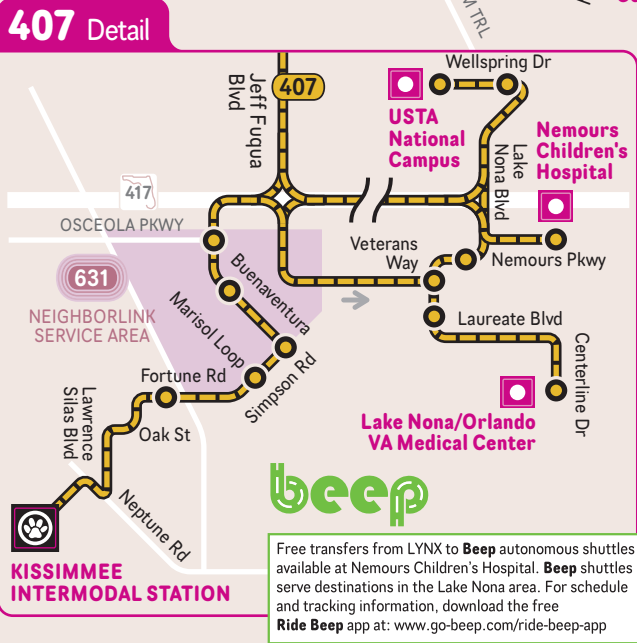 407 Detail
M TRL
Wellspring Dr
Jeff Fuqua
Blvd
407
USTA
National
Campus
Nemours
Children's
Hospital
Lake
Nona Blvd
417
OSCEOLA PKWY
Veterans
Way
Nemours Pkwy
631
NEIGHBORLINK
SERVICE AREA
Buenaventura
Marisol Loop
Simpson Rd
Laureate Blvd
Centerline Dr
Fortune Rd
Lawrence
Silas Blvd
Oak St
Lake Nona/Orlando
VA Medical Center
Neptune Rd
beep
KISSIMMEE
INTERMODAL STATION
Free transfers from LYNX to Beep autonomous shuttles
available at Nemours Children's Hospital. Beep shuttles
serve destinations in the Lake Nona area. For schedule
and tracking information, download the free
Ride Beep app at: www.go-beep.com/ride-beep-app